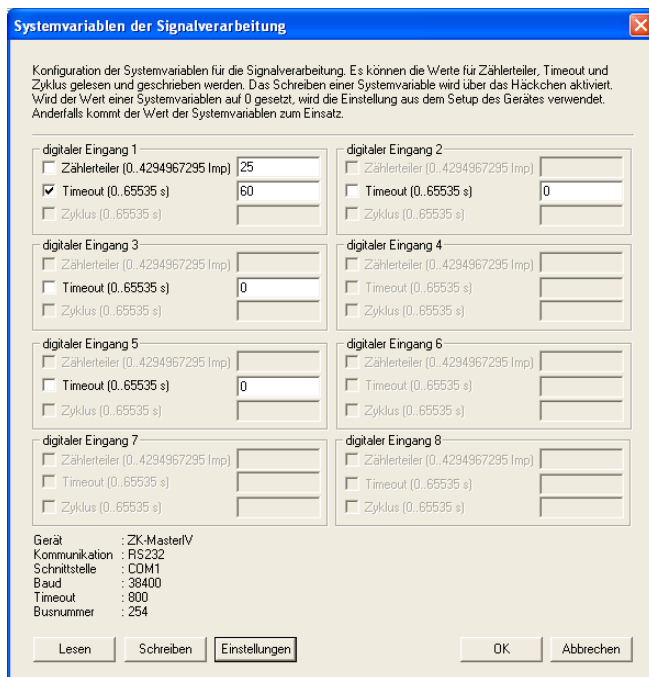 Systemvariablen der Signalverarbeitung
Konfiguration der Systemvariablen für die Signalverarbeitung. Es können die Werte für Zählerteiler, Timeout und
Zyklus gelesen und geschrieben werden. Das Schreiben einer Systemvariable wird über das Häckchen aktiviert.
Wird der Wert einer Systemvariablen auf 0 gesetzt, wird die Einstellung aus dem Setup des Gerätes verwendet.
Anderfalls kommt der Wert der Systemvariablen zum Einsatz.
digitaler Eingang 1
Zählerteiler (0..4294967295 Imp) 25
Timeout (0..65535 s) 60
Zyklus (0..65535 s)
digitaler Eingang 2
Zählerteiler (0..4294967295 Imp)
Timeout (0..65535 s) 0
Zyklus (0..65535 s)
digitaler Eingang 3
Zählerteiler (0..4294967295 Imp)
Timeout (0..65535 s) 0
Zyklus (0..65535 s)
digitaler Eingang 4
Zählerteiler (0..4294967295 Imp)
Timeout (0..65535 s)
Zyklus (0..65535 s)
digitaler Eingang 5
Zählerteiler (0..4294967295 Imp)
Timeout (0..65535 s) 0
Zyklus (0..65535 s)
digitaler Eingang 6
Zählerteiler (0..4294967295 Imp)
Timeout (0..65535 s)
Zyklus (0..65535 s)
digitaler Eingang 7
Zählerteiler (0..4294967295 Imp)
Timeout (0..65535 s)
Zyklus (0..65535 s)
digitaler Eingang 8
Zählerteiler (0..4294967295 Imp)
Timeout (0..65535 s)
Zyklus (0..65535 s)
Gerät : ZK-MasterIV
Kommunikation : RS232
Schnittstelle : COM1
Baud : 38400
Timeout : 800
Busnummer : 254
Lesen Schreiben Einstellungen OK Abbrechen